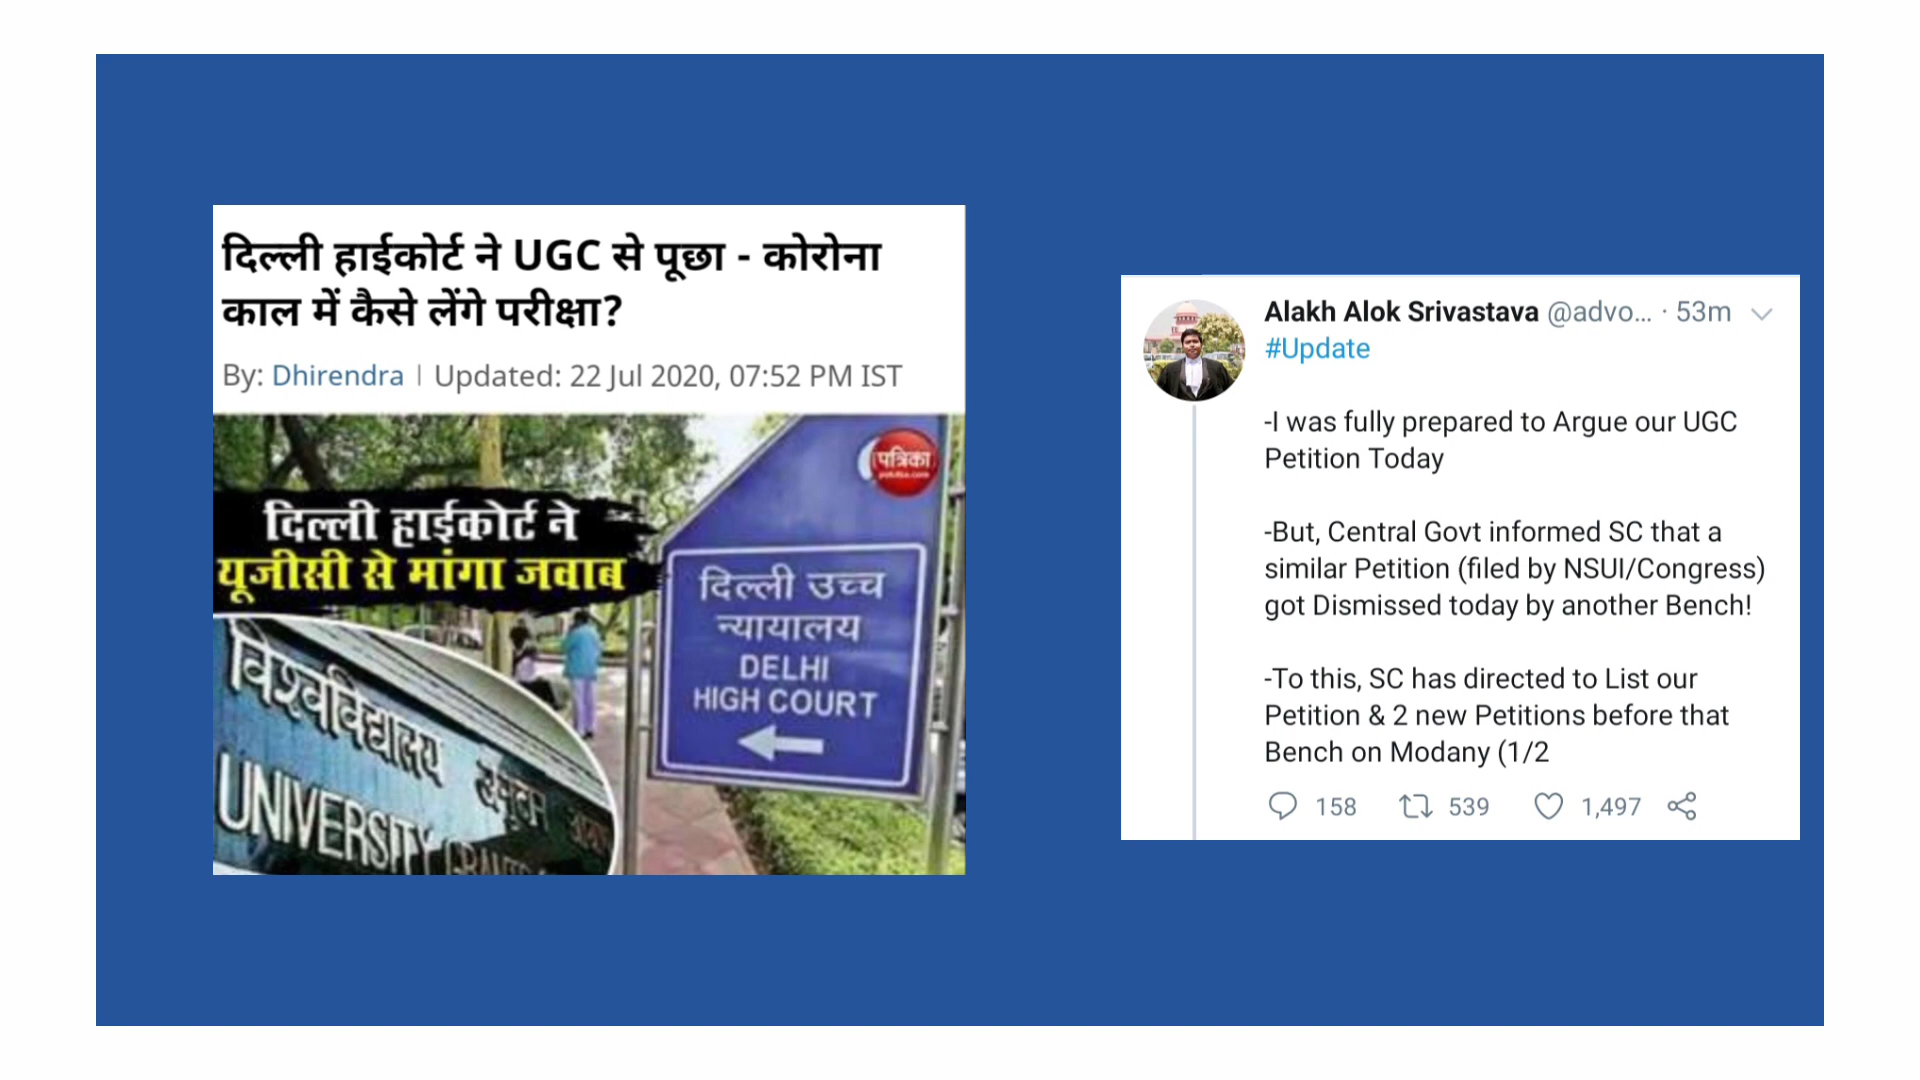 दिल्ली हाईकोर्ट ने UGC से पूछा - कोरोना
काल में कैसे लेंगे परीक्षा?
By: Dhirendra | Updated: 22 Jul 2020, 07:52 PM IST
पत्रिका
दिल्ली हाईकोर्ट ने
यूजीसी से मांगा जवाब
दिल्ली उच्च
न्यायालय
DELHI
HIGH COURT
विश्वविद्यालय
UNIVERSITY
Alakh Alok Srivastava @advo... · 53m
#Update
-I was fully prepared to Argue our UGC
Petition Today
-But, Central Govt informed SC that a
similar Petition (filed by NSUI/Congress)
got Dismissed today by another Bench!
-To this, SC has directed to List our
Petition & 2 new Petitions before that
Bench on Modany (1/2
158 539 1,497